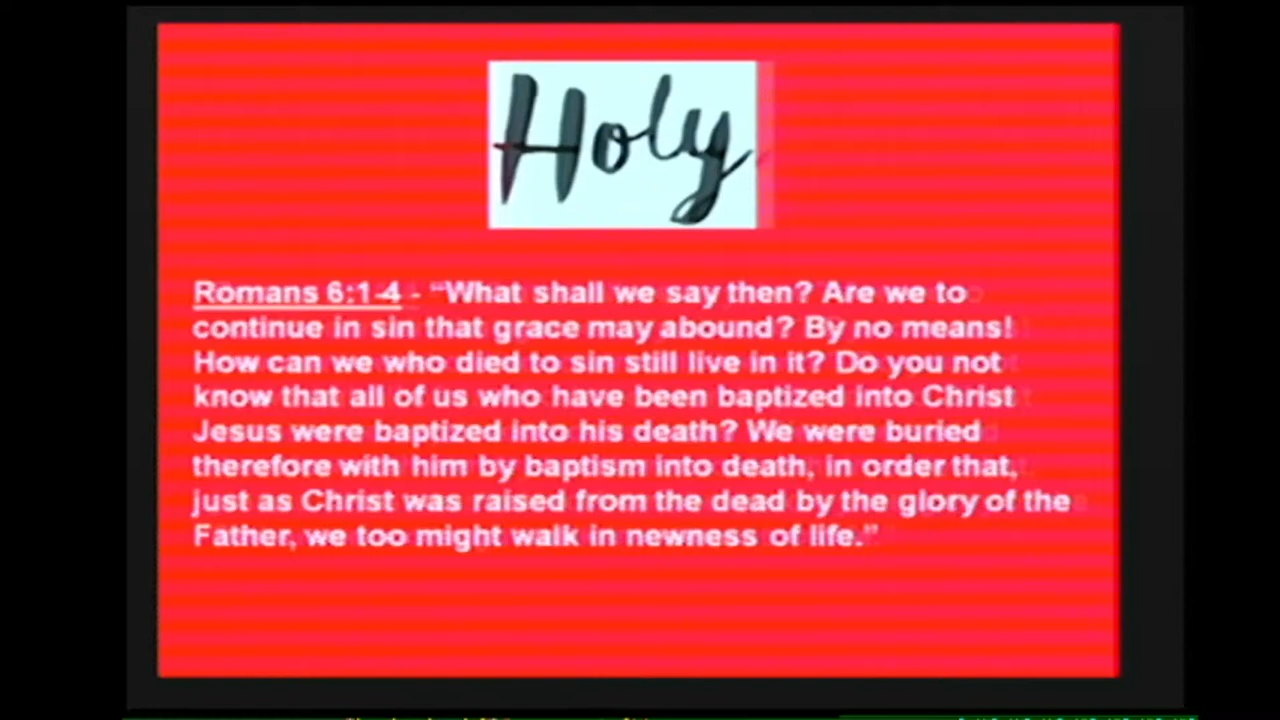 Holy
Romans 6:1-4 - “What shall we say then? Are we to
continue in sin that grace may abound? By no means!
How can we who died to sin still live in it? Do you not
know that all of us who have been baptized into Christ
Jesus were baptized into his death? We were buried
therefore with him by baptism into death, in order that,
just as Christ was raised from the dead by the glory of the
Father, we too might walk in newness of life.”